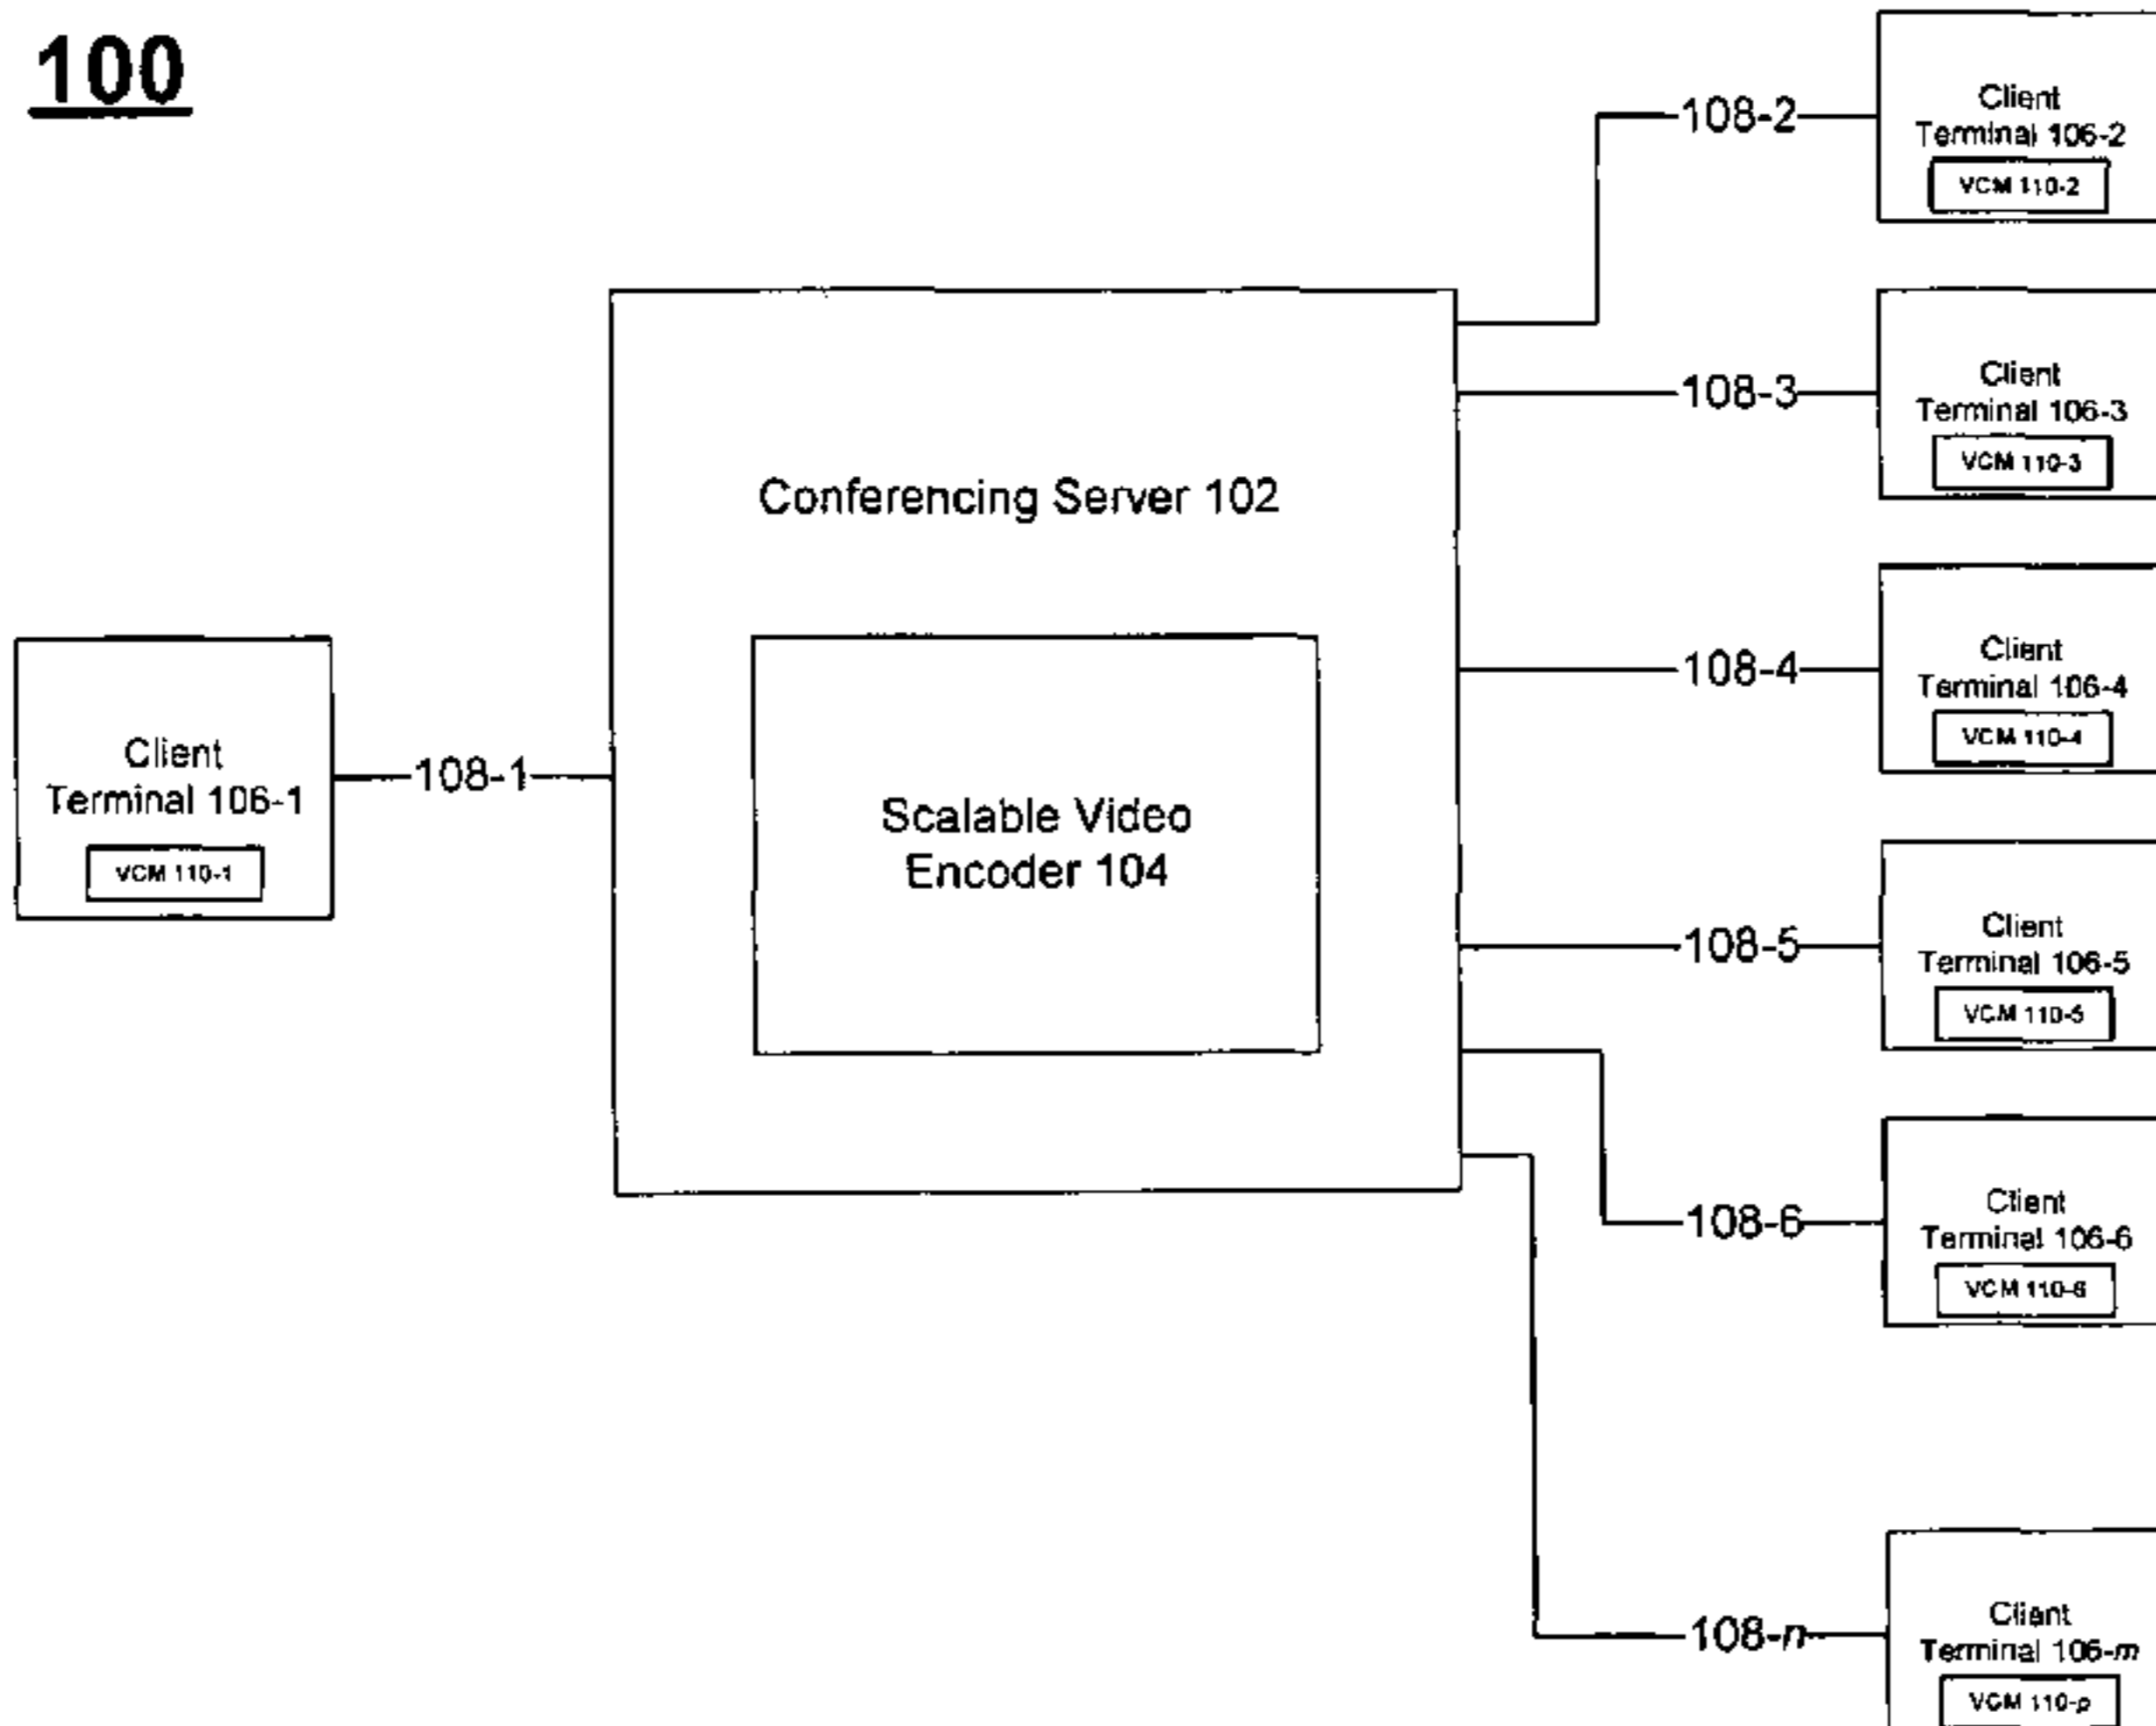 100
Client
Terminal 106-1
VCM 110-1
108-1
Conferencing Server 102
Scalable Video
Encoder 104
108-2
Client
Terminal 106-2
VCM 110-2
108-3
Client
Terminal 106-3
VCM 110-3
108-4
Client
Terminal 106-4
VCM 110-4
108-5
Client
Terminal 106-5
VCM 110-5
108-6
Client
Terminal 106-6
VCM 110-6
108-n
Client
Terminal 106-m
VCM 110-p